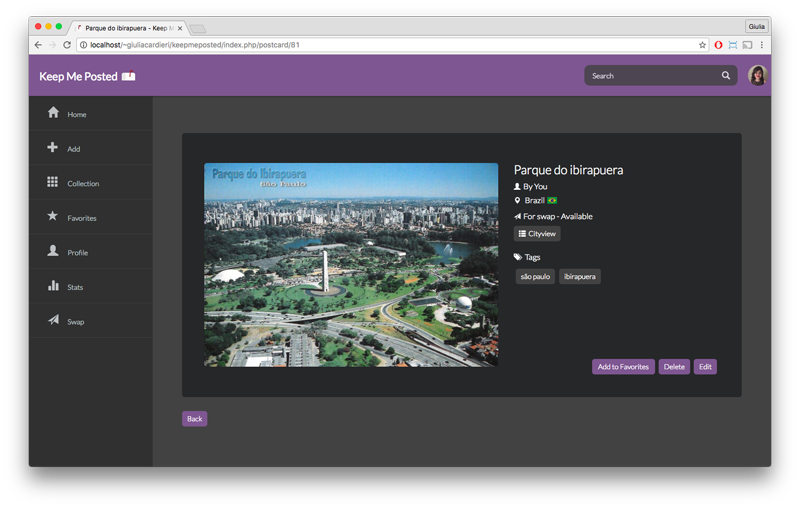 Parque do ibirapuera - Keep M
Giulia
localhost/~giuliacardieri/keepmeposted/index.php/postcard/81
Keep Me Posted
Search
Home
Add
Collection
Favorites
Profile
Stats
Swap
Parque do Ibirapuera
São Paulo
Parque do ibirapuera
By You
Brazil
For swap - Available
Cityview
Tags
são paulo
ibirapuera
Add to Favorites
Delete
Edit
Back